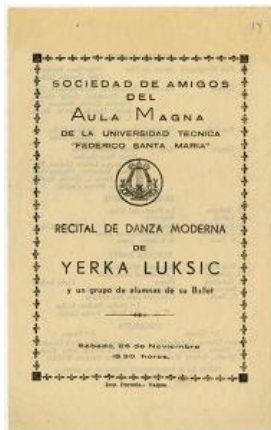 14
SOCIEDAD DE AMIGOS
DEL
AULA MAGNA
DE LA UNIVERSIDAD TECNICA
"FEDERICO SANTA MARIA"
RECITAL DE DANZA MODERNA
DE
YERKA LUKSIC
y un grupo de alumnas de su Ballet
Sábado, 26 de Noviembre
18.30 horas.